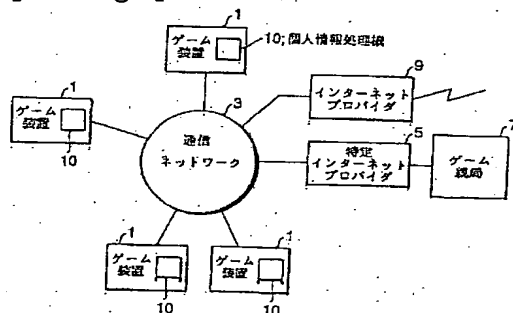 1
ゲーム
装置
10;個人情報処理機
9
インターネット
プロバイダ
1
ゲーム
装置
10
3
通信
ネットワーク
5
特定
インターネット
プロバイダ
7
ゲーム
親局
1
ゲーム
装置
10
1
ゲーム
装置
10